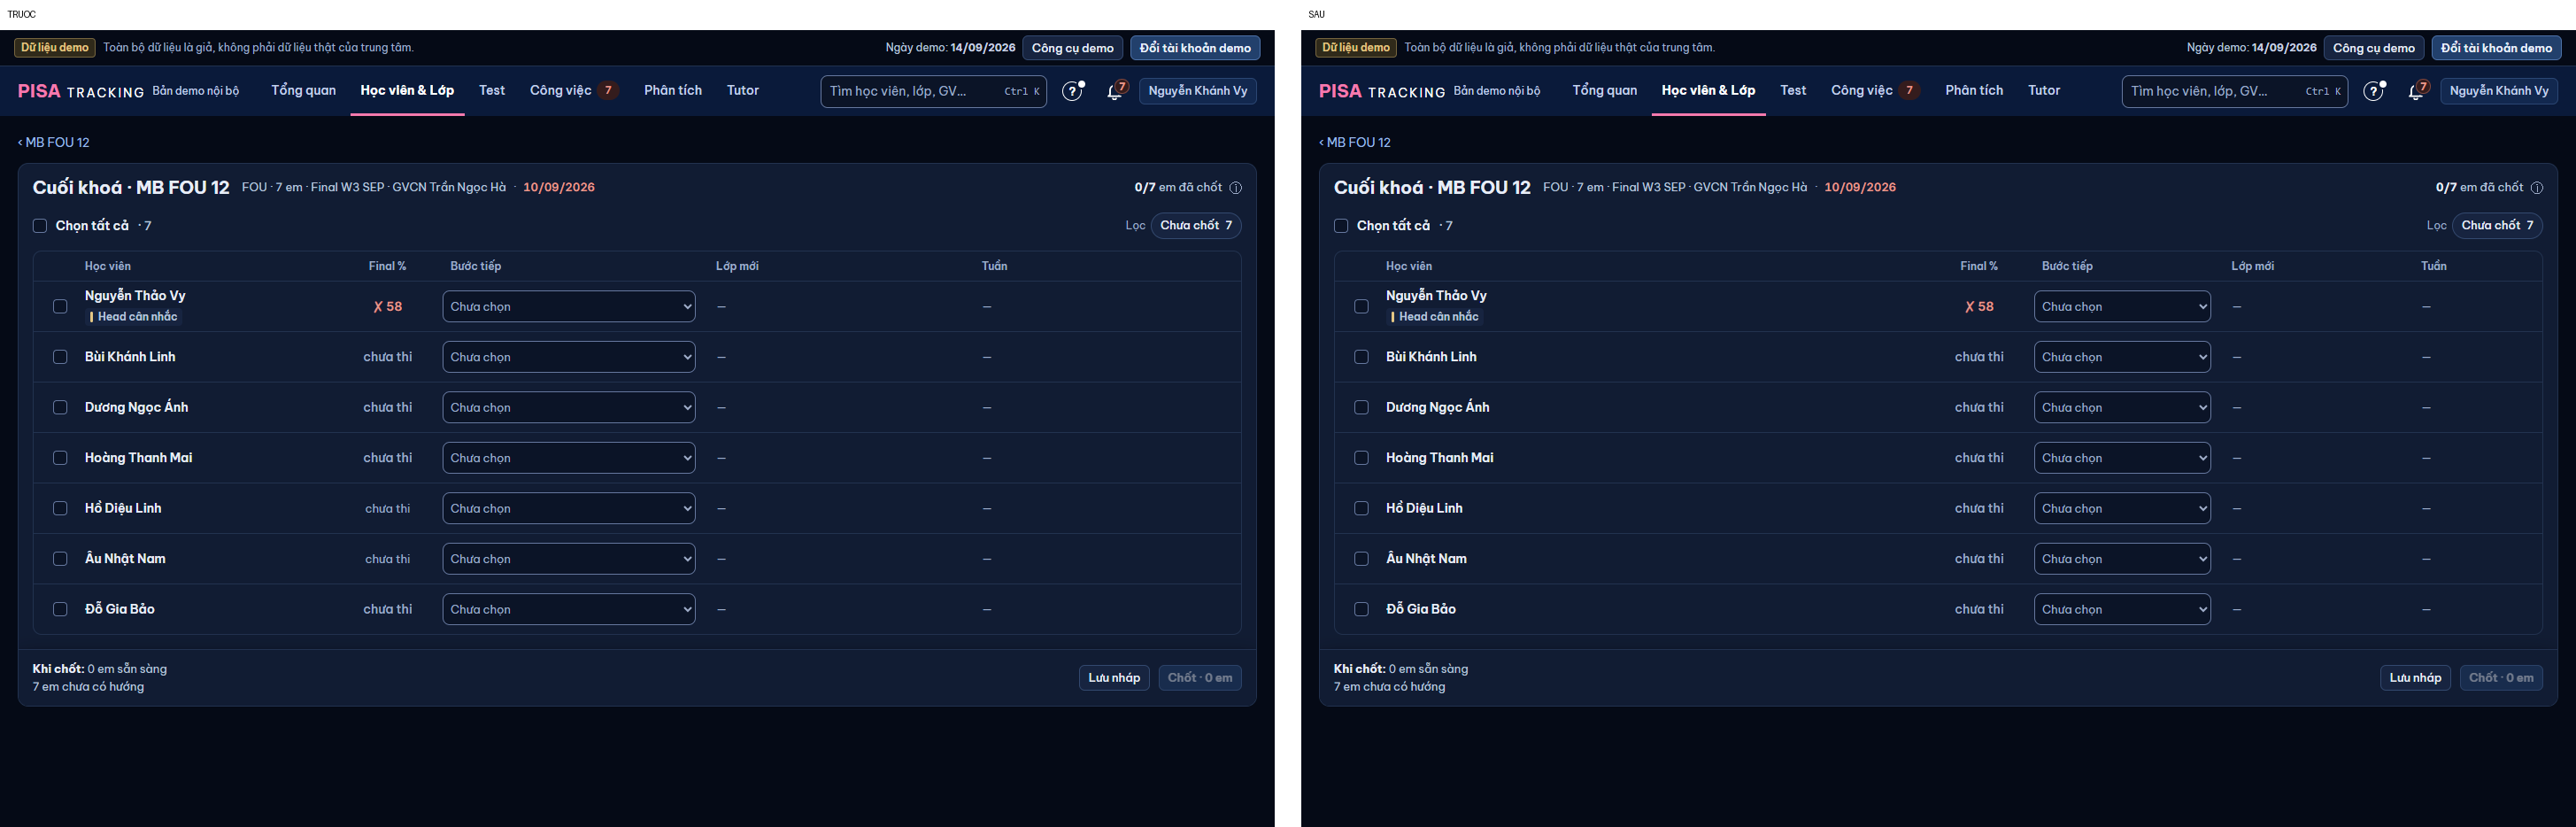 TRUOC
Dữ liệu demo Toàn bộ dữ liệu là giả, không phải dữ liệu thật của trung tâm. Ngày demo: 14/09/2026 Công cụ demo Đổi tài khoản demo
PISA TRACKING Bản demo nội bộ Tổng quan Học viên & Lớp Test Công việc 7 Phân tích Tutor Tìm học viên, lớp, GV... Ctrl K ? 7 Nguyễn Khánh Vy
‹ MB FOU 12
Cuối khoá · MB FOU 12 FOU · 7 em · Final W3 SEP · GVCN Trần Ngọc Hà · 10/09/2026 0/7 em đã chốt ⓘ
Chọn tất cả · 7 Lọc Chưa chốt 7
Học viên Final % Bước tiếp Lớp mới Tuần
Nguyễn Thảo Vy
Head cân nhắc
✗ 58 Chưa chọn — —
Bùi Khánh Linh chưa thi Chưa chọn — —
Dương Ngọc Ánh chưa thi Chưa chọn — —
Hoàng Thanh Mai chưa thi Chưa chọn — —
Hồ Diệu Linh chưa thi Chưa chọn — —
Âu Nhật Nam chưa thi Chưa chọn — —
Đỗ Gia Bảo chưa thi Chưa chọn — —
Khi chốt: 0 em sẵn sàng
7 em chưa có hướng
Lưu nháp Chốt · 0 em
SAU
Dữ liệu demo Toàn bộ dữ liệu là giả, không phải dữ liệu thật của trung tâm. Ngày demo: 14/09/2026 Công cụ demo Đổi tài khoản demo
PISA TRACKING Bản demo nội bộ Tổng quan Học viên & Lớp Test Công việc 7 Phân tích Tutor Tìm học viên, lớp, GV... Ctrl K ? 7 Nguyễn Khánh Vy
‹ MB FOU 12
Cuối khoá · MB FOU 12 FOU · 7 em · Final W3 SEP · GVCN Trần Ngọc Hà · 10/09/2026 0/7 em đã chốt ⓘ
Chọn tất cả · 7 Lọc Chưa chốt 7
Học viên Final % Bước tiếp Lớp mới Tuần
Nguyễn Thảo Vy
Head cân nhắc
✗ 58 Chưa chọn — —
Bùi Khánh Linh chưa thi Chưa chọn — —
Dương Ngọc Ánh chưa thi Chưa chọn — —
Hoàng Thanh Mai chưa thi Chưa chọn — —
Hồ Diệu Linh chưa thi Chưa chọn — —
Âu Nhật Nam chưa thi Chưa chọn — —
Đỗ Gia Bảo chưa thi Chưa chọn — —
Khi chốt: 0 em sẵn sàng
7 em chưa có hướng
Lưu nháp Chốt · 0 em